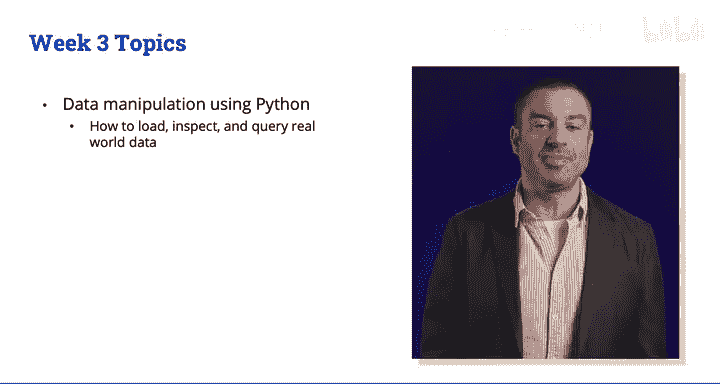 Week 3 Topics
• Data manipulation using Python
• How to load, inspect, and query real
world data